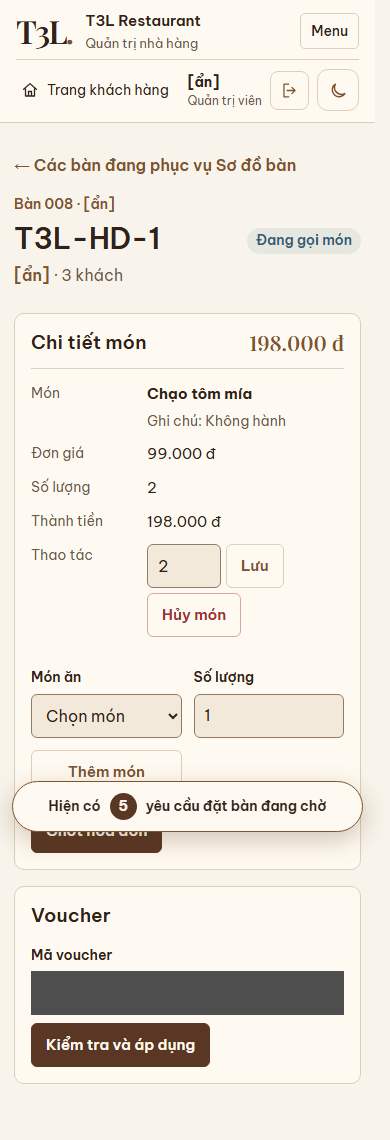 T3L.
T3L Restaurant
Quản trị nhà hàng
Menu
Trang khách hàng
[ẩn]
Quản trị viên
← Các bàn đang phục vụ Sơ đồ bàn
Bàn 008 · [ẩn]
T3L-HD-1
Đang gọi món
[ẩn] · 3 khách
Chi tiết món
198.000 đ
Món
Chạo tôm mía
Ghi chú: Không hành
Đơn giá
99.000 đ
Số lượng
2
Thành tiền
198.000 đ
Thao tác
2
Lưu
Hủy món
Món ăn
Số lượng
Chọn món
1
Thêm món
Hiện có 5 yêu cầu đặt bàn đang chờ
Chốt hóa đơn
Voucher
Mã voucher
Kiểm tra và áp dụng